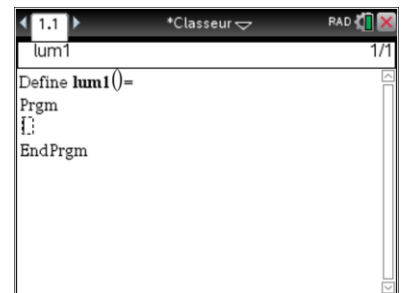 1.1 *Classeur RAD
lum1 1/1
Define lum1()=
Prgm
EndPrgm